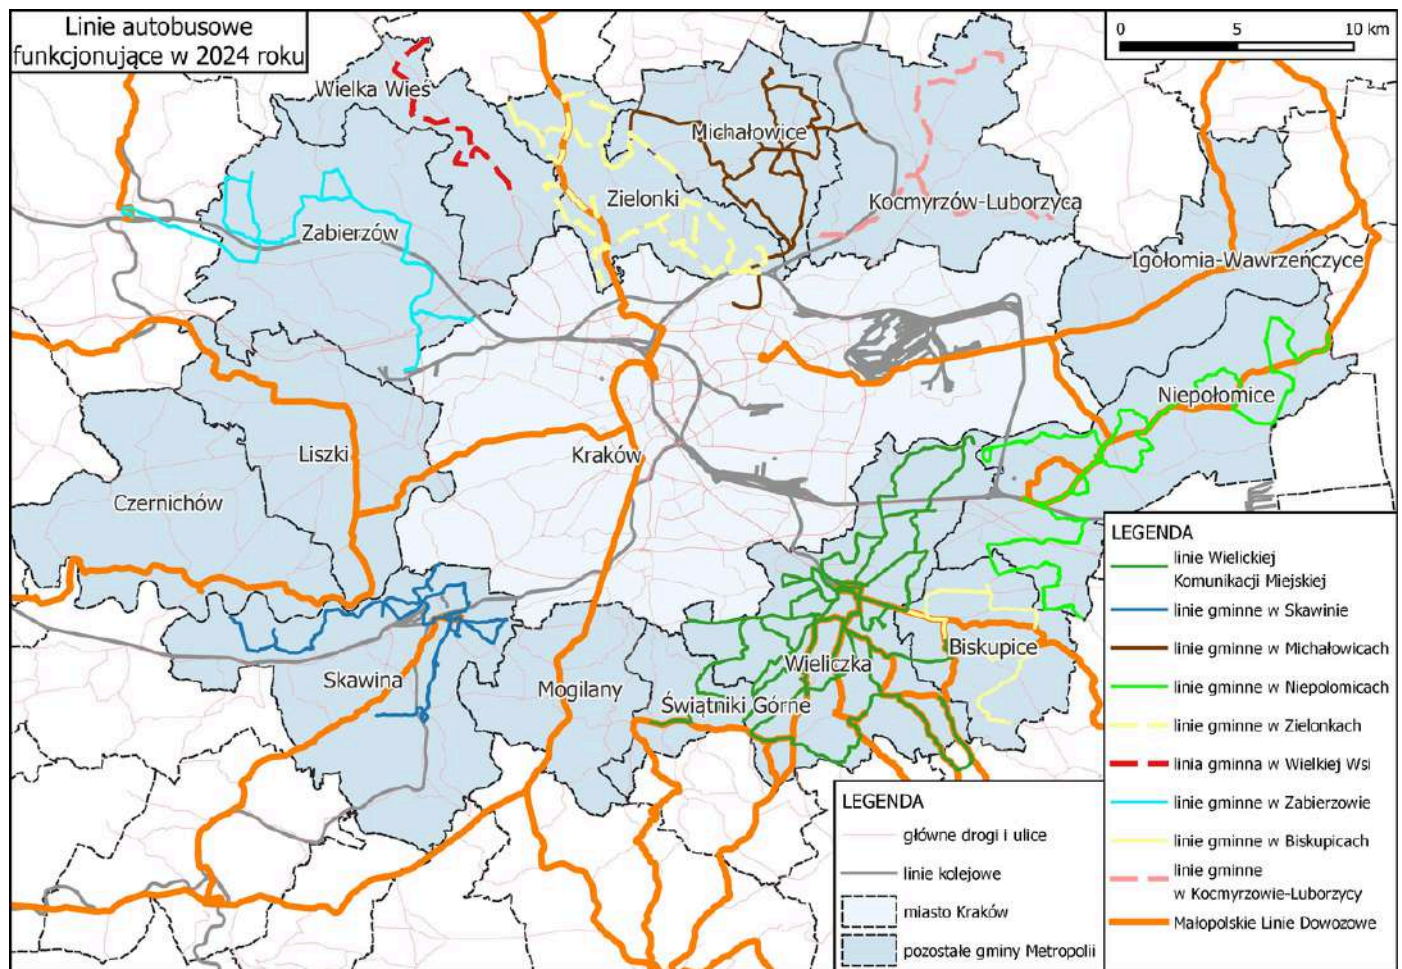 Linie autobusowe
funkcjonujące w 2024 roku
0 5 10 km
Wielka Wieś
Michałowice
Zielonki
Kocmyrzów-Luborzyca
Zabierzów
Igołomia-Wawrzeńczyce
Niepołomice
Liszki
Kraków
Czernichów
Biskupice
Wieliczka
Skawina
Mogilany
Świątniki Górne
LEGENDA
linie Wielickiej
Komunikacji Miejskiej
linie gminne w Skawinie
linie gminne w Michałowicach
linie gminne w Niepolomicach
linie gminne w Zielonkach
linia gminna w Wielkiej Wsi
linie gminne w Zabierzowie
linie gminne w Biskupicach
linie gminne
w Kocmyrzowie-Luborzycy
Małopolskie Linie Dowozowe
LEGENDA
główne drogi i ulice
linie kolejowe
miasto Kraków
pozostałe gminy Metropolii